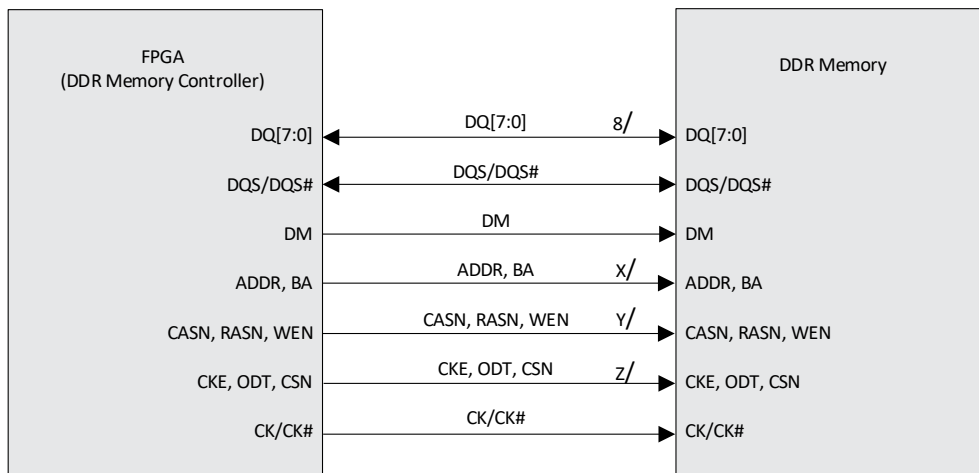 FPGA
(DDR Memory Controller)
DDR Memory
DQ[7:0]
DQ[7:0]
8/
DQ[7:0]
DQS/DQS#
DQS/DQS#
DQS/DQS#
DM
DM
DM
ADDR, BA
ADDR, BA
X/
ADDR, BA
CASN, RASN, WEN
CASN, RASN, WEN
Y/
CASN, RASN, WEN
CKE, ODT, CSN
CKE, ODT, CSN
Z/
CKE, ODT, CSN
CK/CK#
CK/CK#
CK/CK#